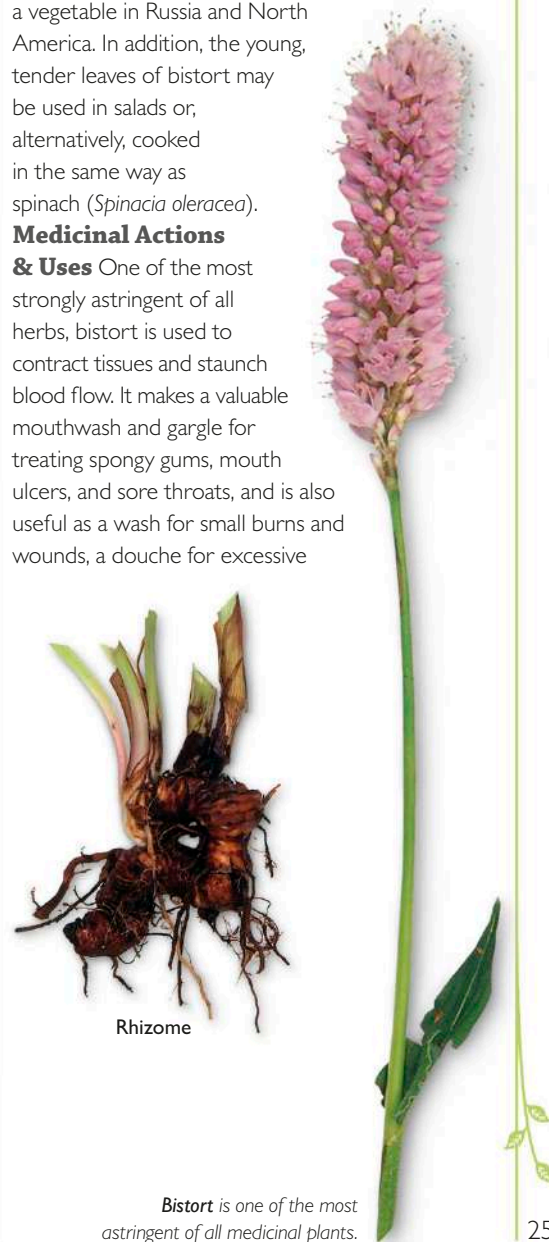 a vegetable in Russia and North
America. In addition, the young,
tender leaves of bistort may
be used in salads or,
alternatively, cooked
in the same way as
spinach (Spinacia oleracea).
Medicinal Actions
& Uses One of the most
strongly astringent of all
herbs, bistort is used to
contract tissues and staunch
blood flow. It makes a valuable
mouthwash and gargle for
treating spongy gums, mouth
ulcers, and sore throats, and is also
useful as a wash for small burns and
wounds, a douche for excessive
Rhizome
Bistort is one of the most
astringent of all medicinal plants.
25